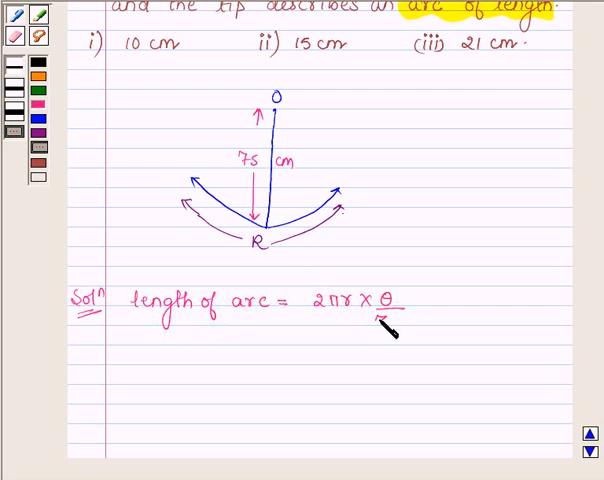 and the tip describes an arc of length.
i) 10 cm ii) 15 cm (iii) 21 cm.
O
75 cm
R
Solⁿ length of arc = 2πr × θ/